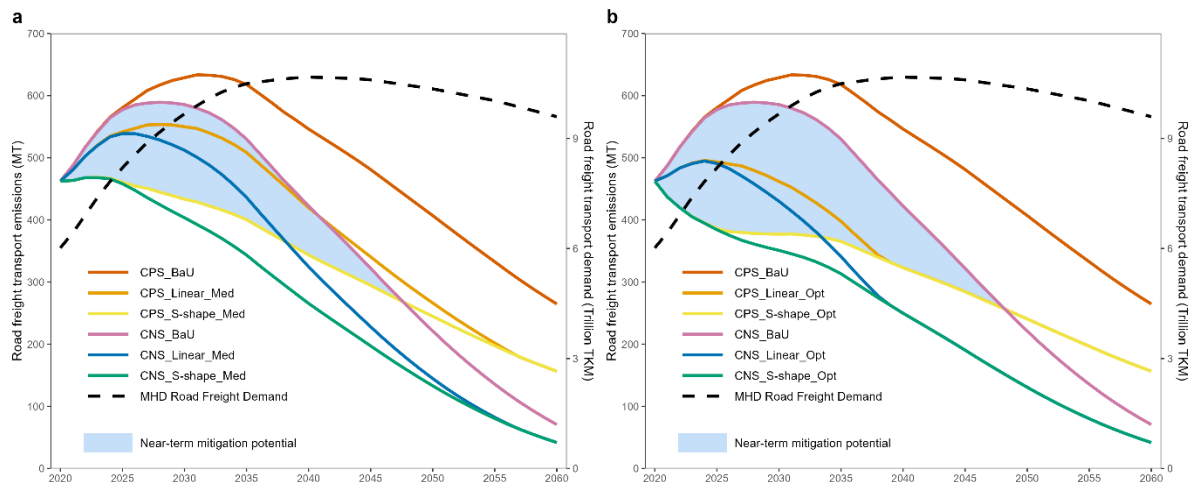 a
700
600
500
400
300
200
100
0
Road freight transport emissions (MT)
9
6
3
0
Road freight transport demand (Trillion TKM)
CPS_BaU
CPS_Linear_Med
CPS_S-shape_Med
CNS_BaU
CNS_Linear_Med
CNS_S-shape_Med
MHD Road Freight Demand
Near-term mitigation potential
2020 2025 2030 2035 2040 2045 2050 2055 2060
b
700
600
500
400
300
200
100
0
Road freight transport emissions (MT)
9
6
3
0
Road freight transport demand (Trillion TKM)
CPS_BaU
CPS_Linear_Opt
CPS_S-shape_Opt
CNS_BaU
CNS_Linear_Opt
CNS_S-shape_Opt
MHD Road Freight Demand
Near-term mitigation potential
2020 2025 2030 2035 2040 2045 2050 2055 2060